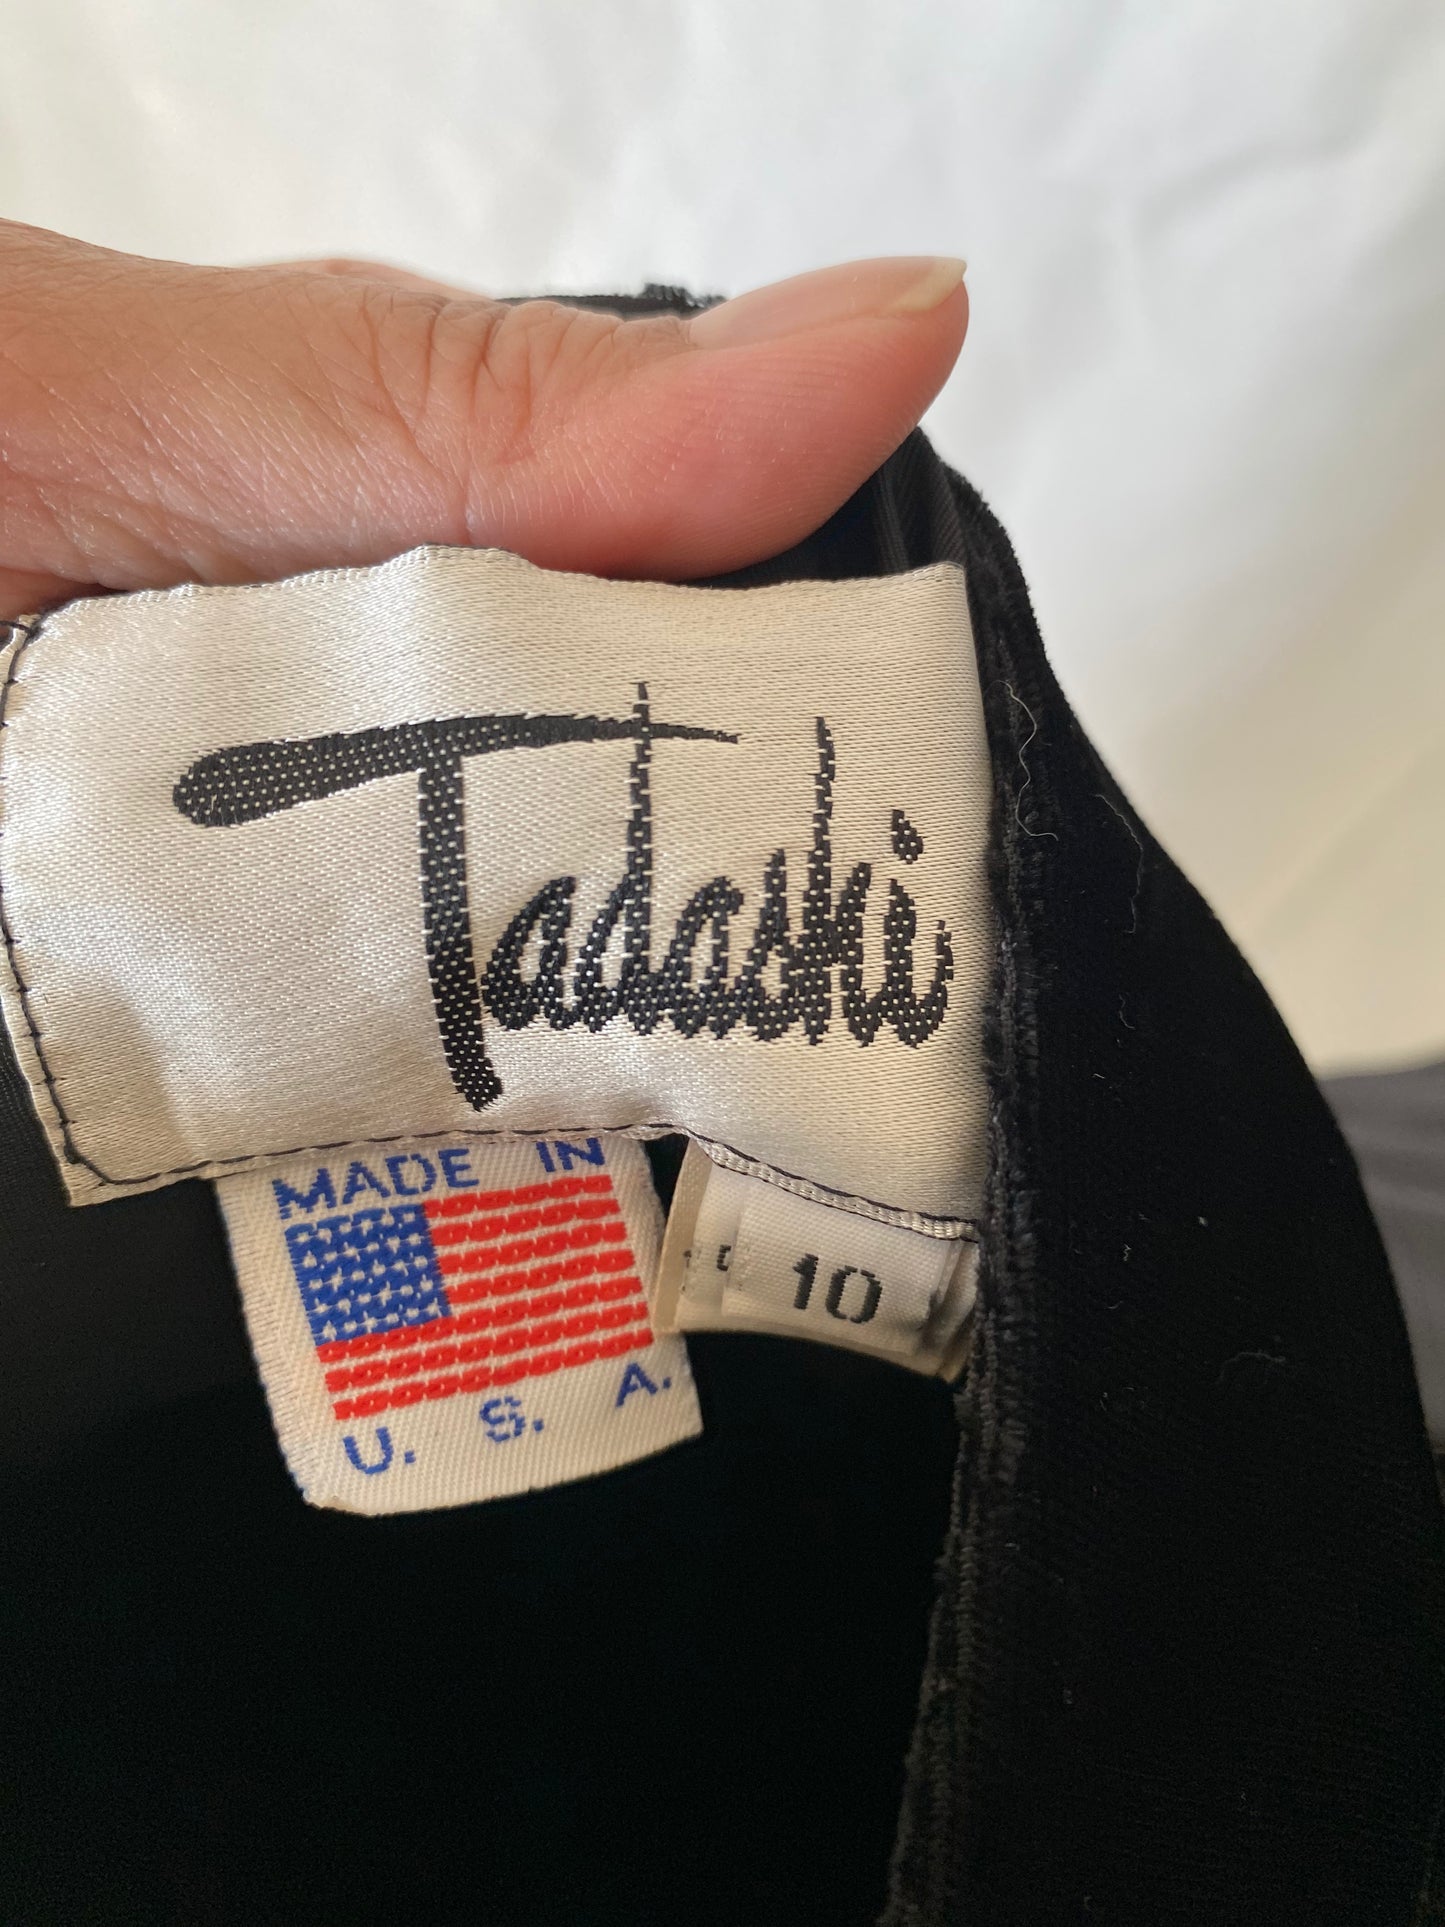 Tadashi
MADE IN
U. S. A.
10